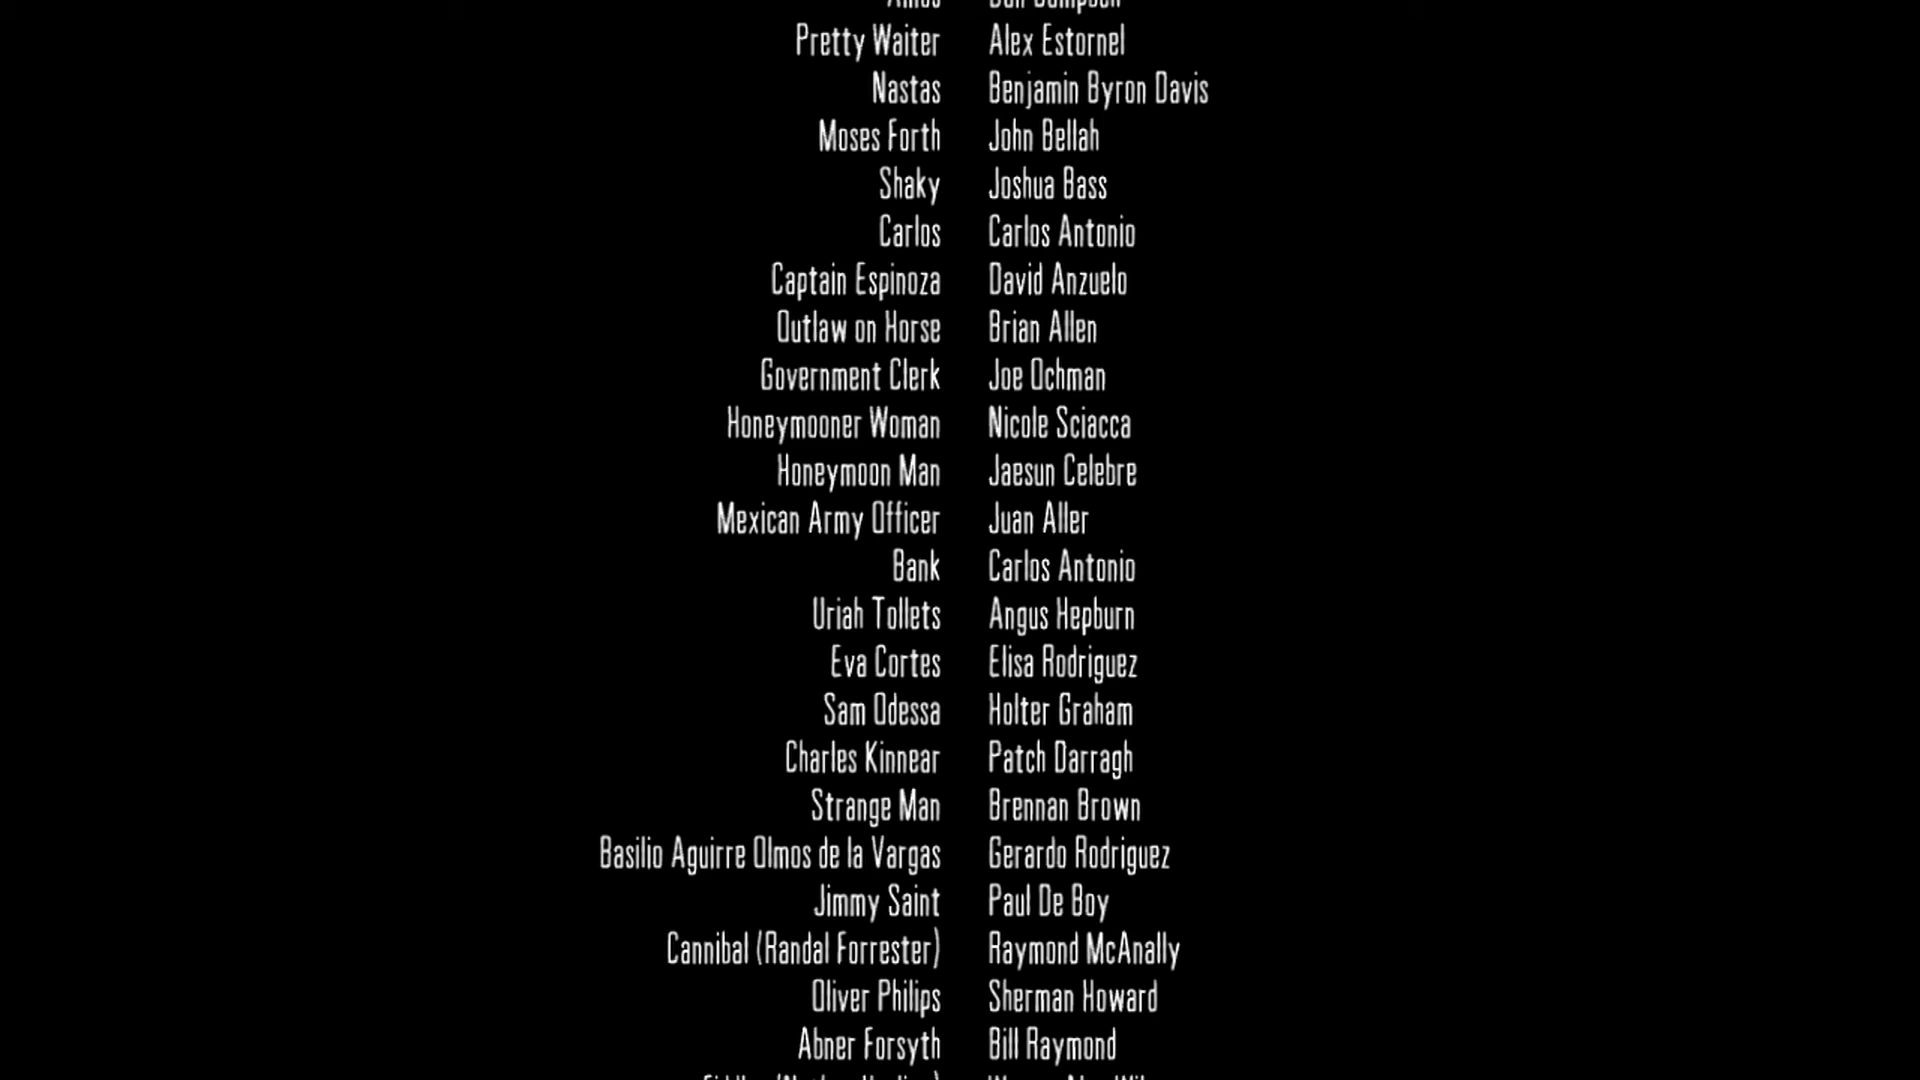 Pretty Waiter Alex Estornel
Nastas Benjamin Byron Davis
Moses Forth John Bellah
Shaky Joshua Bass
Carlos Carlos Antonio
Captain Espinoza David Anzuelo
Outlaw on Horse Brian Allen
Government Clerk Joe Ochman
Honeymooner Woman Nicole Sciacca
Honeymoon Man Jaesun Celebre
Mexican Army Officer Juan Aller
Bank Carlos Antonio
Uriah Tollets Angus Hepburn
Eva Cortes Elisa Rodriguez
Sam Odessa Holter Graham
Charles Kinnear Patch Darragh
Strange Man Brennan Brown
Basilio Aguirre Olmos de la Vargas Gerardo Rodriguez
Jimmy Saint Paul De Boy
Cannibal (Randal Forrester) Raymond McAnally
Oliver Philips Sherman Howard
Abner Forsyth Bill Raymond